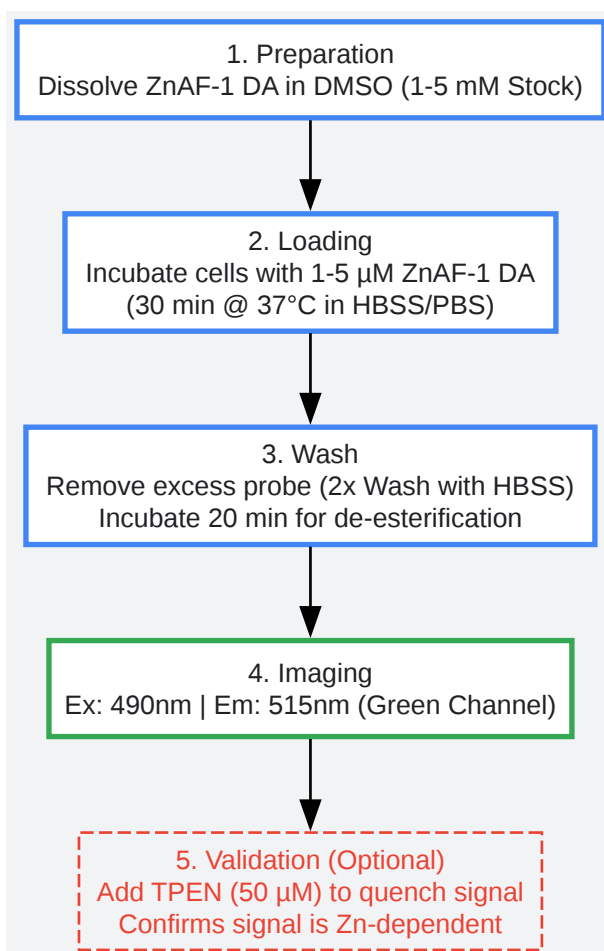 1. Preparation
Dissolve ZnAF-1 DA in DMSO (1-5 mM Stock)
2. Loading
Incubate cells with 1-5 µM ZnAF-1 DA
(30 min @ 37°C in HBSS/PBS)
3. Wash
Remove excess probe (2x Wash with HBSS)
Incubate 20 min for de-esterification
4. Imaging
Ex: 490nm | Em: 515nm (Green Channel)
5. Validation (Optional)
Add TPEN (50 µM) to quench signal
Confirms signal is Zn-dependent